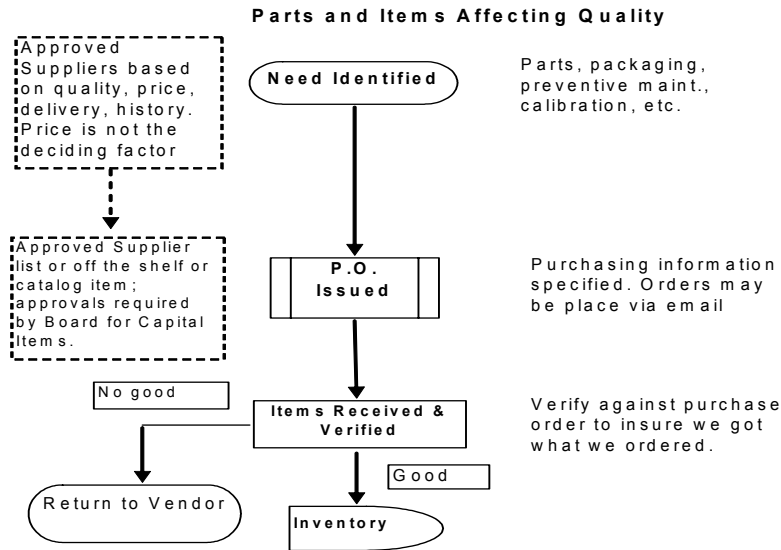 Parts and Items Affecting Quality
Approved
Suppliers based
on quality, price,
delivery, history.
Price is not the
deciding factor
Need Identified
Parts, packaging,
preventive maint.,
calibration, etc.
Approved Supplier
list or off the shelf or
catalog item;
approvals required
by Board for Capital
Items.
P.O.
Issued
Purchasing information
specified. Orders may
be place via email
No good
Items Received &
Verified
Verify against purchase
order to insure we got
what we ordered.
Good
Return to Vendor
Inventory